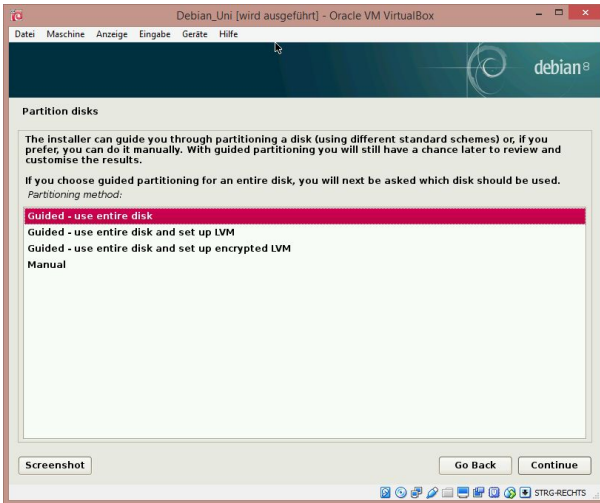 Debian_Uni [wird ausgeführt] - Oracle VM VirtualBox
Datei Maschine Anzeige Eingabe Geräte Hilfe
debian 8
Partition disks
The installer can guide you through partitioning a disk (using different standard schemes) or, if you
prefer, you can do it manually. With guided partitioning you will still have a chance later to review and
customise the results.
If you choose guided partitioning for an entire disk, you will next be asked which disk should be used.
Partitioning method:
Guided - use entire disk
Guided - use entire disk and set up LVM
Guided - use entire disk and set up encrypted LVM
Manual
Screenshot
Go Back
Continue
STRG-RECHTS